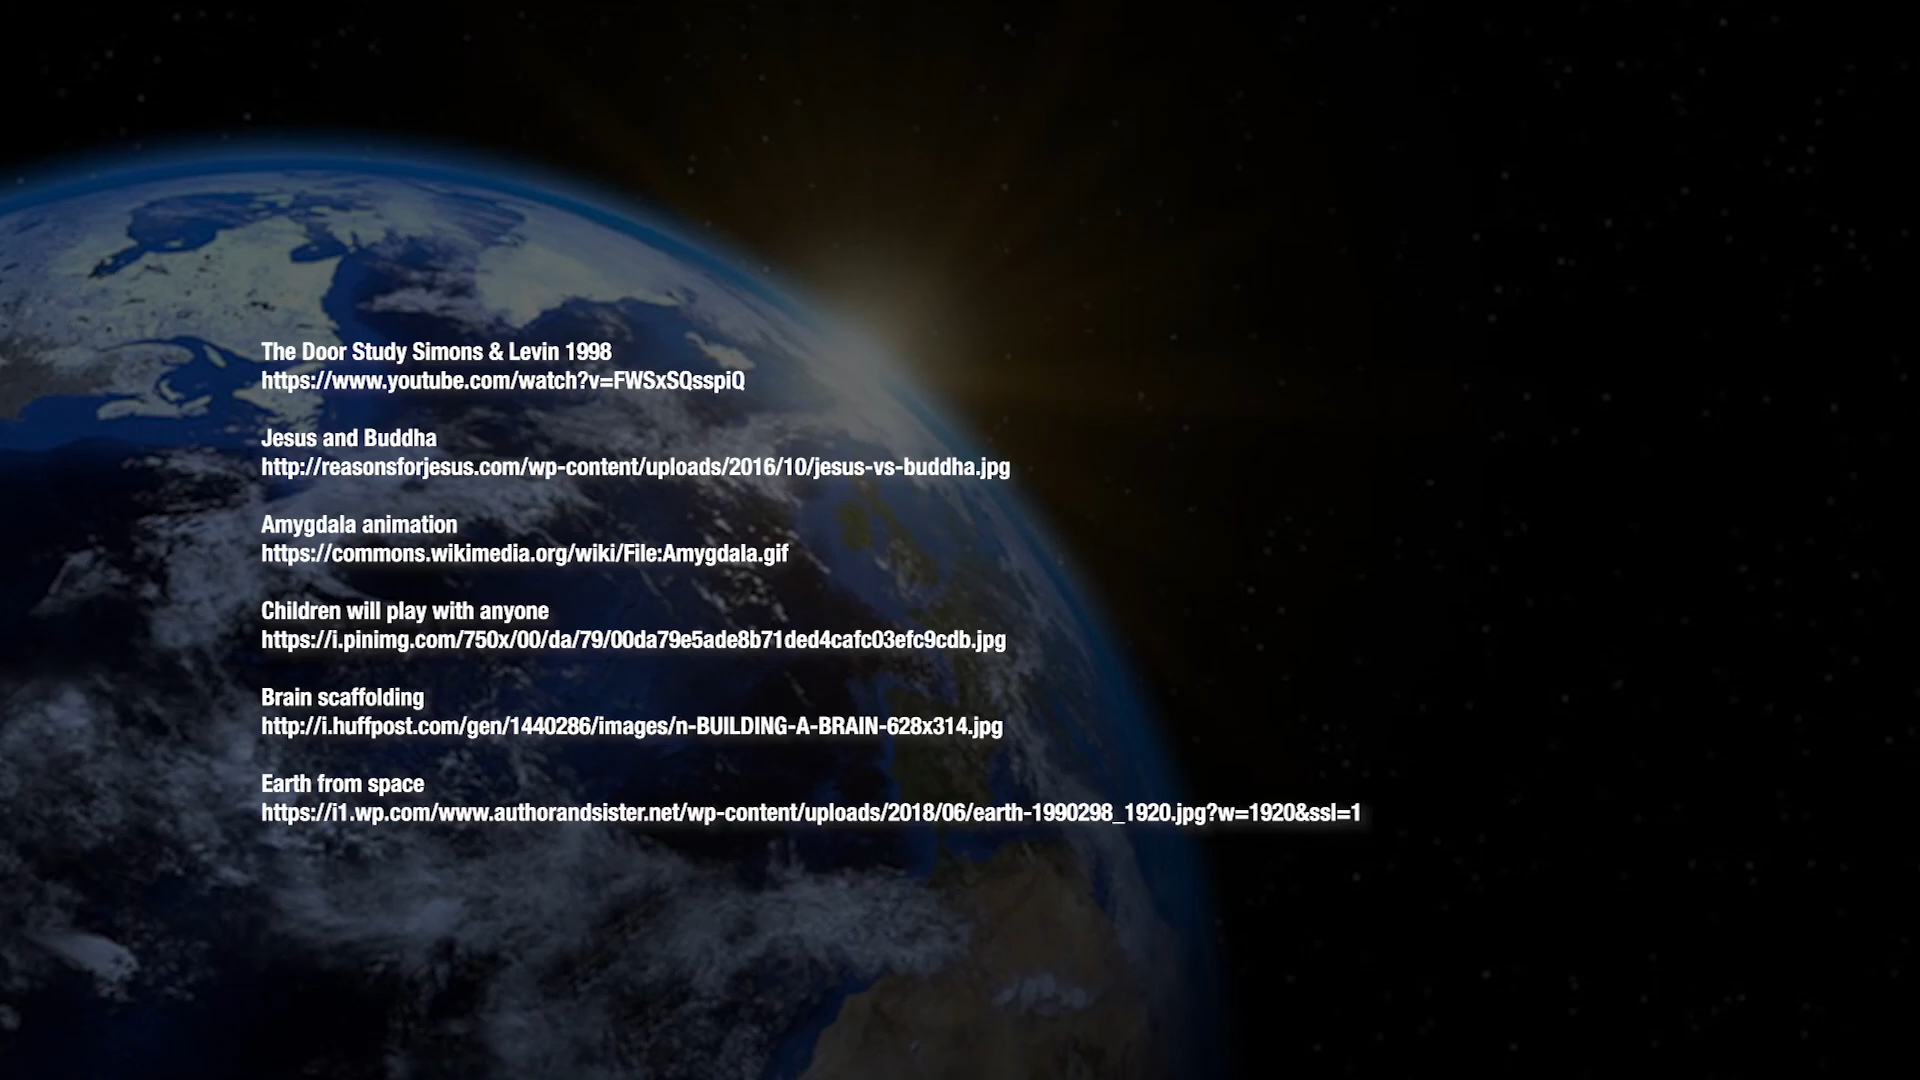 The Door Study Simons & Levin 1998
https://www.youtube.com/watch?v=FWSxSQsspiQ
Jesus and Buddha
http://reasonsforjesus.com/wp-content/uploads/2016/10/jesus-vs-buddha.jpg
Amygdala animation
https://commons.wikimedia.org/wiki/File:Amygdala.gif
Children will play with anyone
https://i.pinimg.com/750x/00/da/79/00da79e5ade8b71ded4cafc03efc9cdb.jpg
Brain scaffolding
http://i.huffpost.com/gen/1440286/images/n-BUILDING-A-BRAIN-628x314.jpg
Earth from space
https://i1.wp.com/www.authorandsister.net/wp-content/uploads/2018/06/earth-1990298_1920.jpg?w=1920&ssl=1